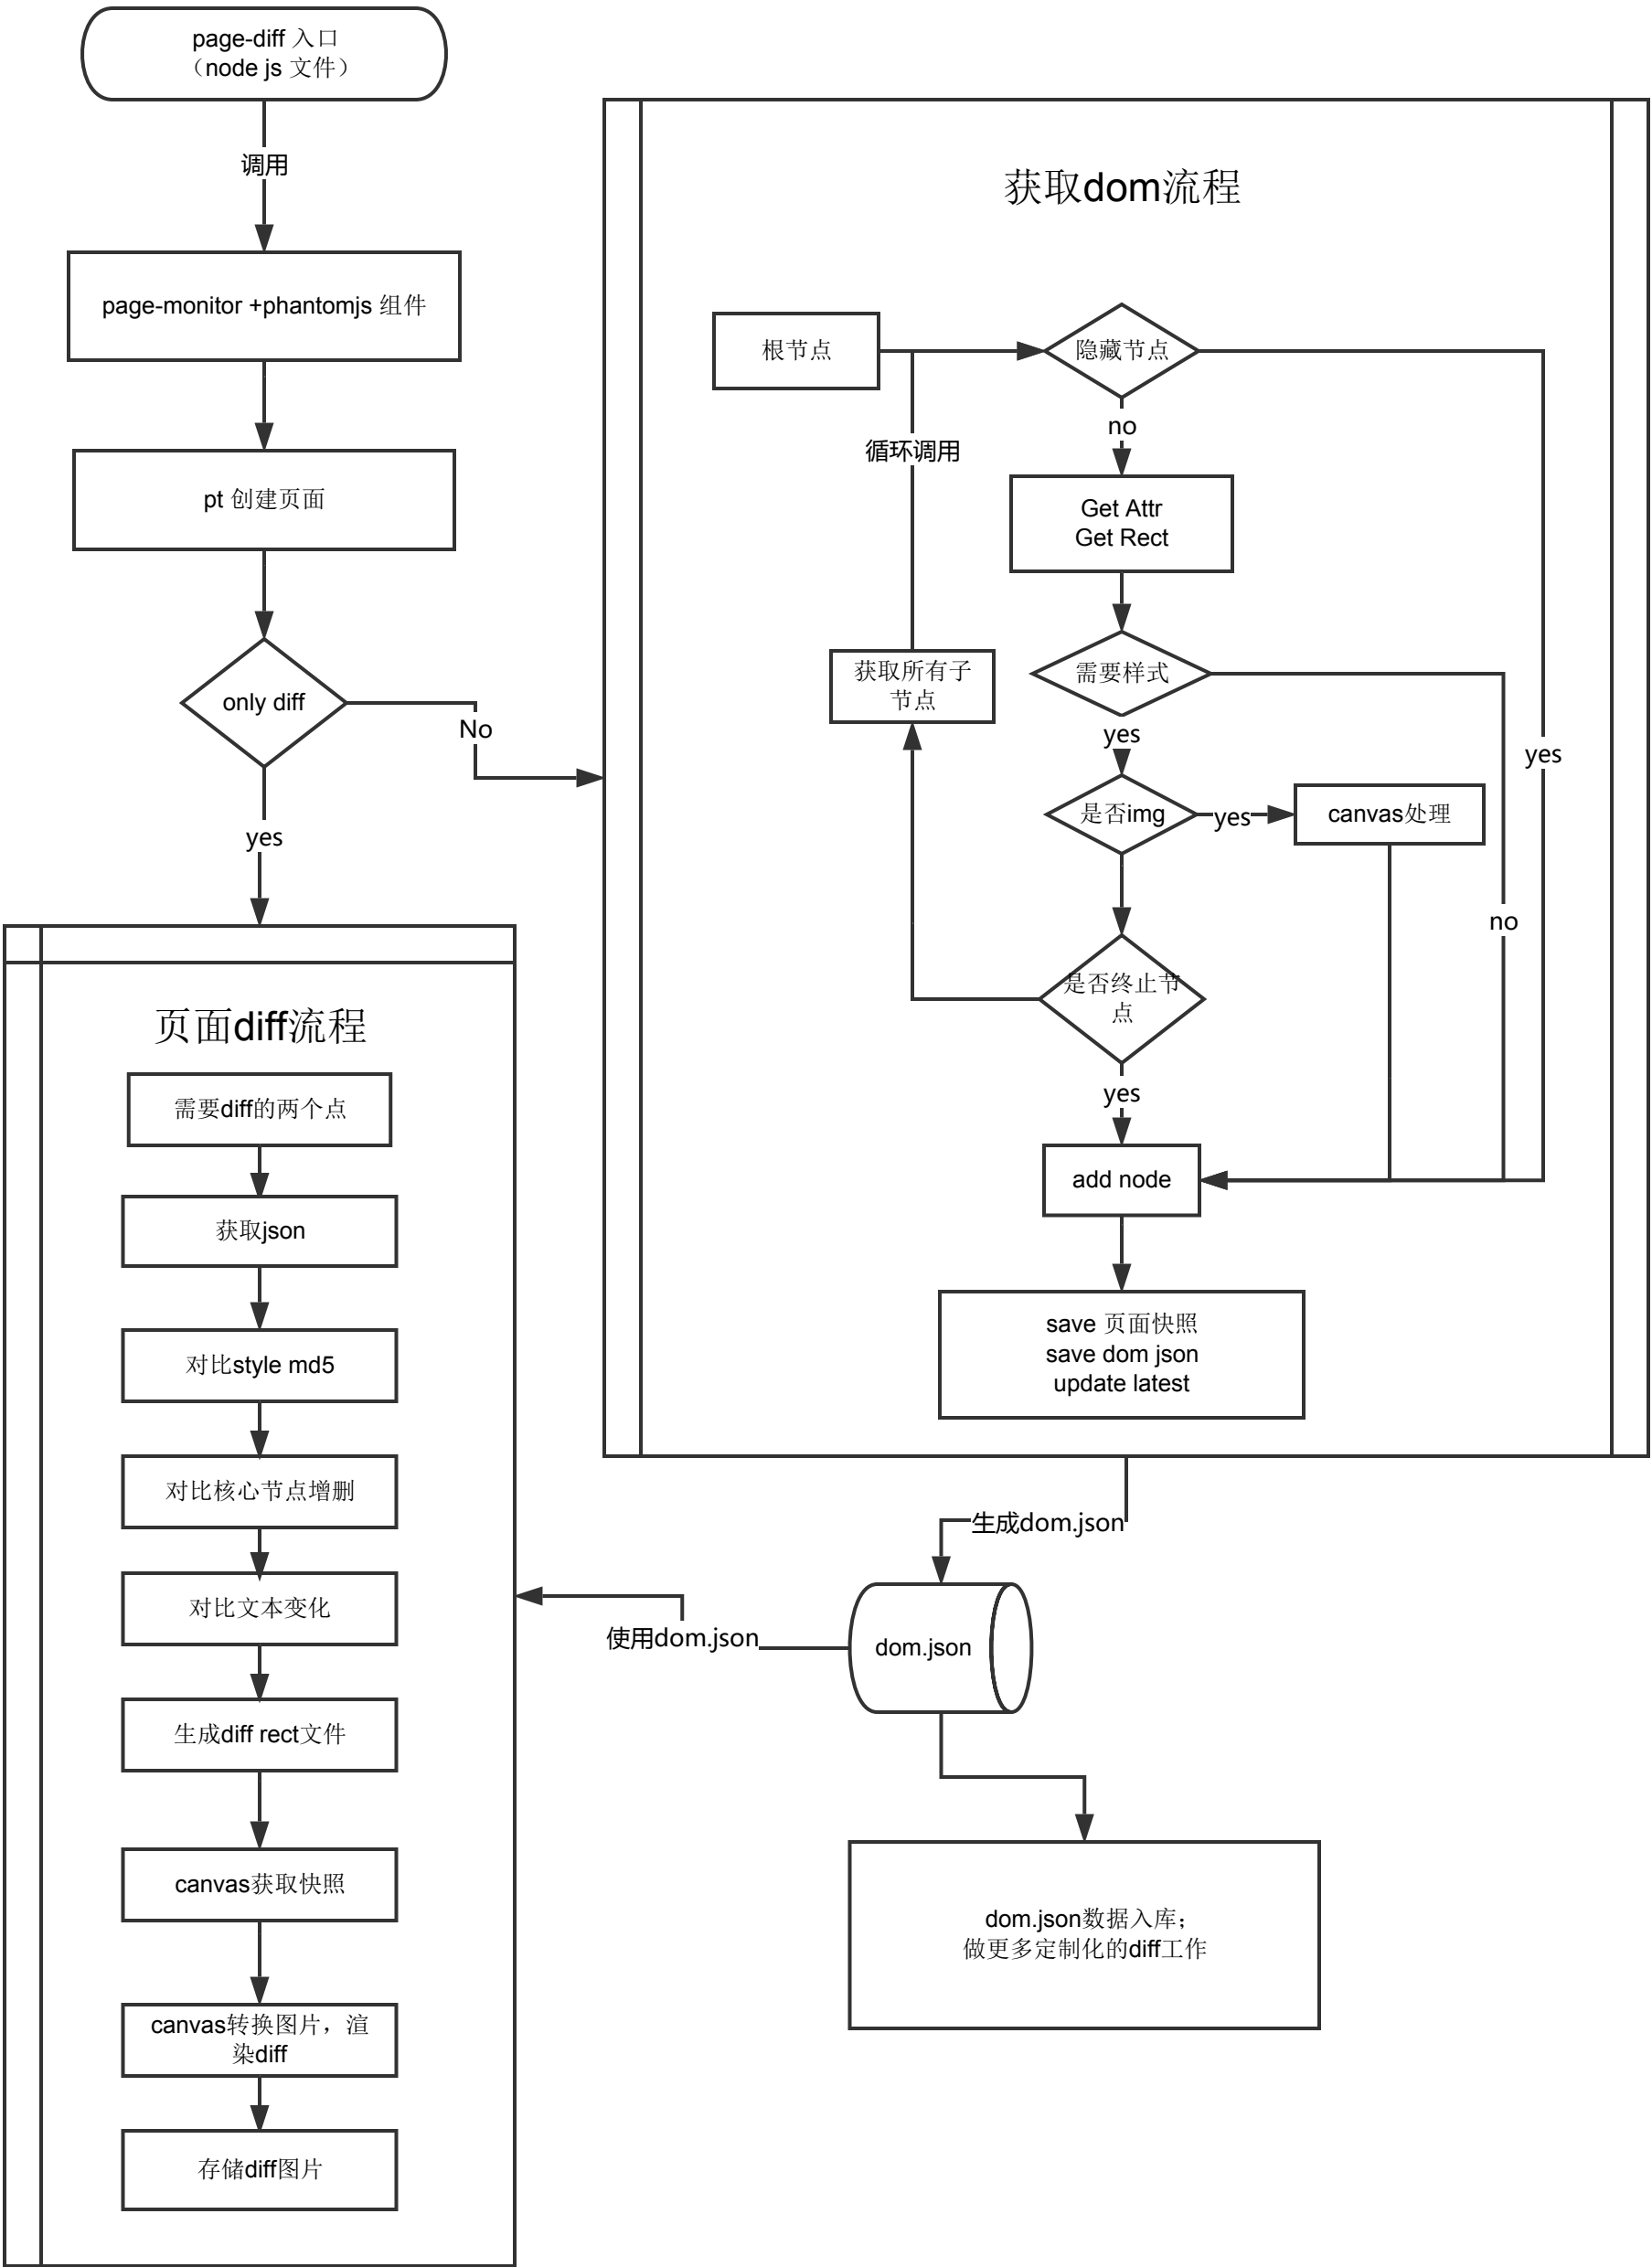 page-diff 入口
（node js 文件）
调用
page-monitor +phantomjs 组件
pt 创建页面
only diff
No
yes
获取dom流程
根节点
隐藏节点
no
循环调用
Get Attr
Get Rect
获取所有子
节点
需要样式
yes
yes
是否img
yes
canvas处理
no
是否终止节
点
yes
add node
save 页面快照
save dom json
update latest
页面diff流程
需要diff的两个点
获取json
对比style md5
对比核心节点增删
对比文本变化
生成diff rect文件
canvas获取快照
canvas转换图片，渲
染diff
存储diff图片
生成dom.json
使用dom.json
dom.json
dom.json数据入库；
做更多定制化的diff工作